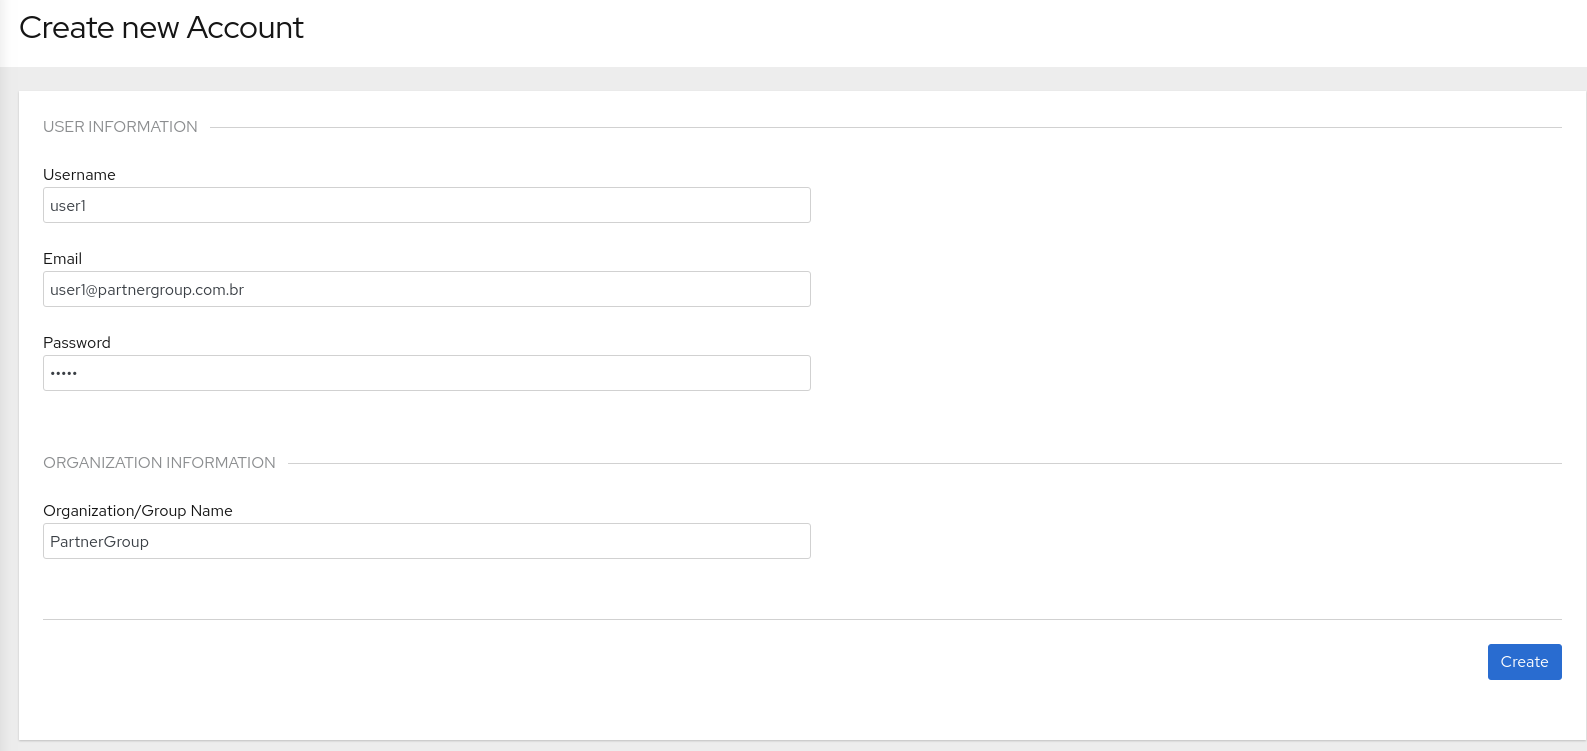 Create new Account
USER INFORMATION
Username
user1
Email
user1@partnergroup.com.br
Password
•••••
ORGANIZATION INFORMATION
Organization/Group Name
PartnerGroup
Create